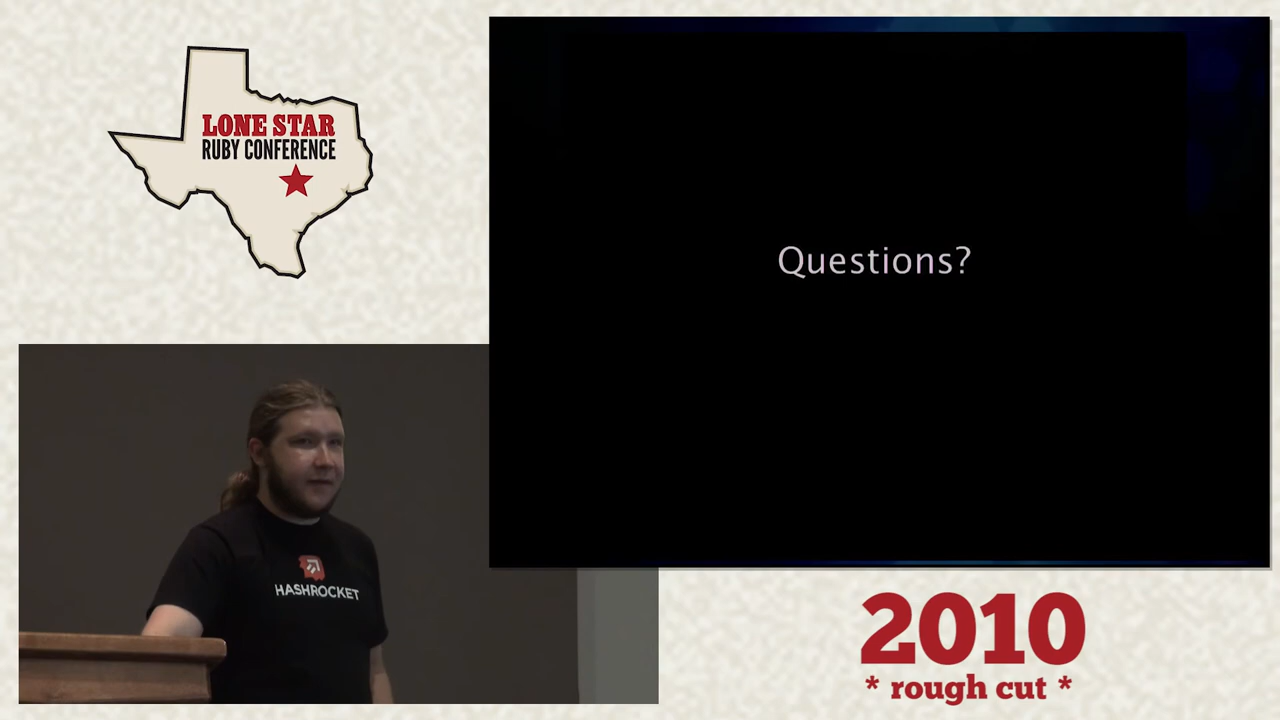 LONE STAR
RUBY CONFERENCE
Questions?
HASHROCKET
2010
* rough cut *